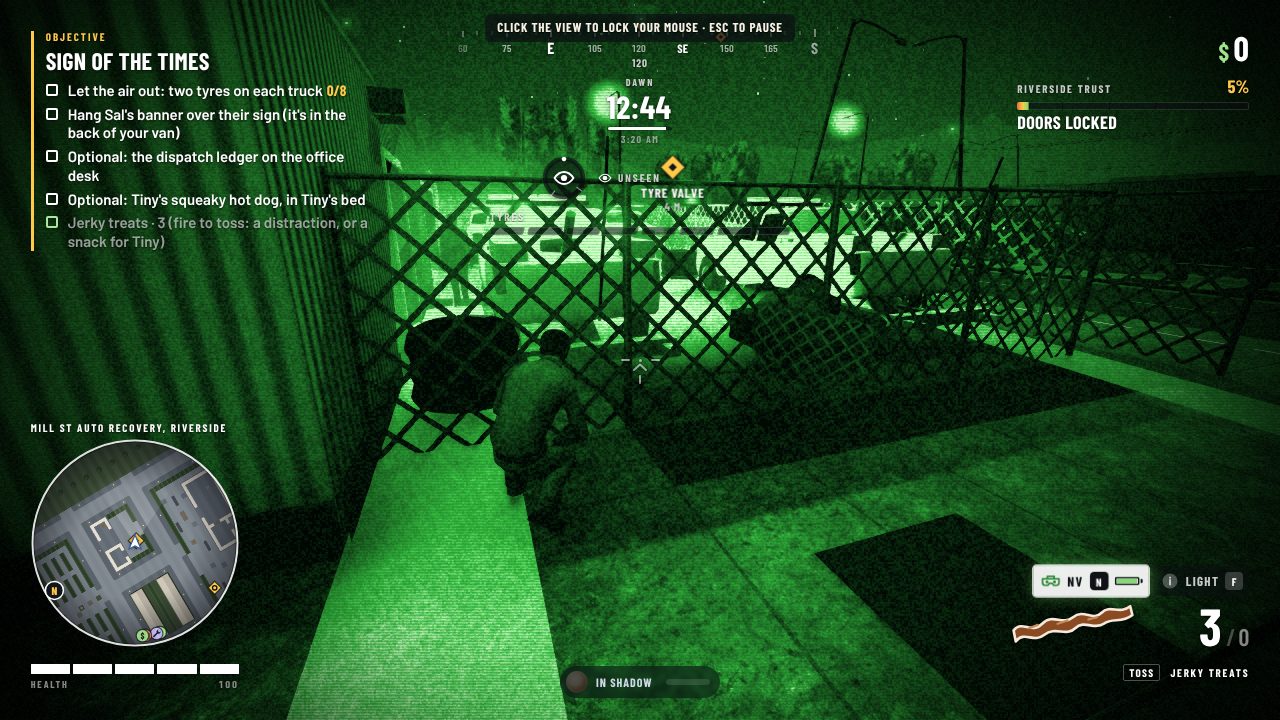 CLICK THE VIEW TO LOCK YOUR MOUSE · ESC TO PAUSE
60 75 E 105 120 SE 150 165 S
120
DAWN
12:44
3:20 AM
UNSEEN
TYRE VALVE
TYRES
OBJECTIVE
SIGN OF THE TIMES
Let the air out: two tyres on each truck 0/8
Hang Sal's banner over their sign (it's in the
back of your van)
Optional: the dispatch ledger on the office
desk
Optional: Tiny's squeaky hot dog, in Tiny's bed
Jerky treats · 3 (fire to toss: a distraction, or a
snack for Tiny)
$0
RIVERSIDE TRUST 5%
DOORS LOCKED
MILL ST AUTO RECOVERY, RIVERSIDE
N
$
HEALTH 100
IN SHADOW
NV N
i LIGHT F
3 / 0
TOSS JERKY TREATS